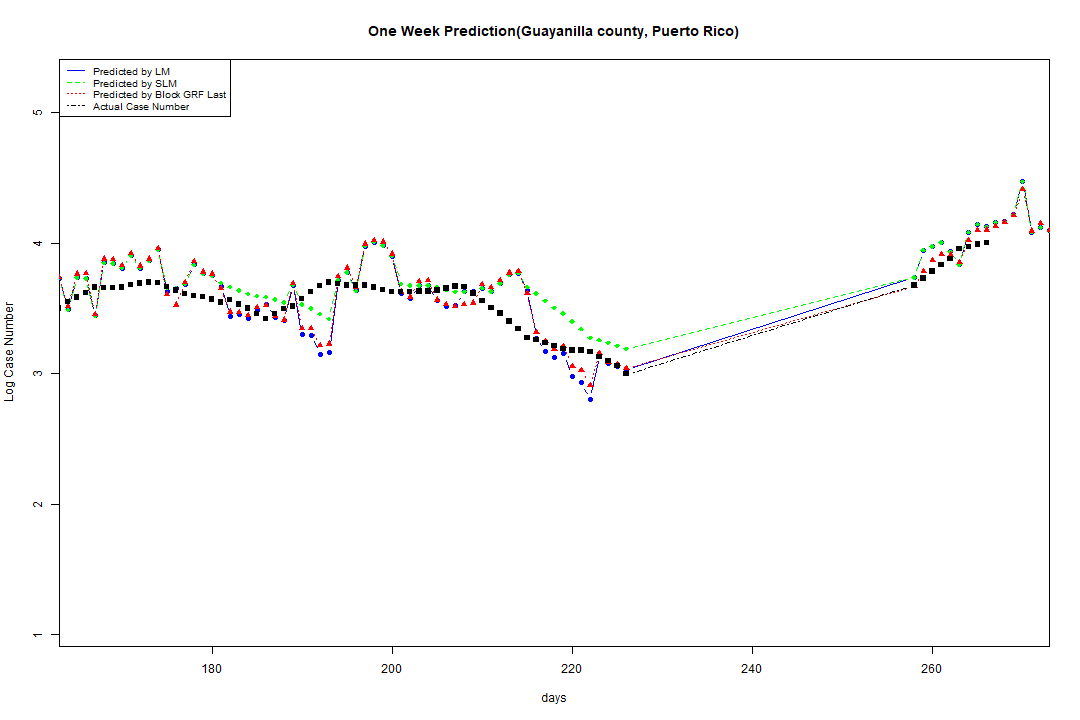 One Week Prediction(Guayanilla county, Puerto Rico)
Predicted by LM
Predicted by SLM
Predicted by Block GRF Last
Actual Case Number
5
4
3
2
1
Log Case Number
180 200 220 240 260
days